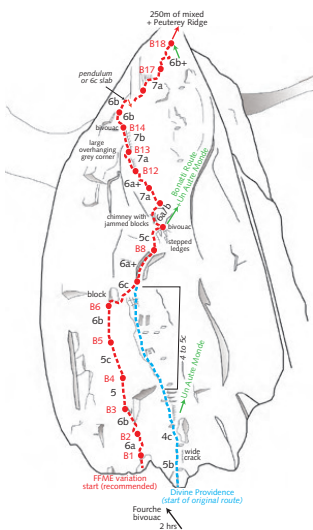 250m of mixed
+ Peuterey Ridge
B18
6b+
B17
7a
pendulum
or 6c slab
6b
6b
bivouac
B14
7b
large
overhanging
grey corner
B13
7a
B12
6a+
7a
Bonatti Route
+ Un Autre Monde
6a/b
chimney with
jammed blocks
bivouac
5c
stepped
ledges
B8
6a+
6c
block
B6
6b
4 to 5c
B5
5c
B4
5
Un Autre Monde
B3
6b
4c
B2
6a
wide
crack
B1
5b
FFME variation
start (recommended)
Divine Providence
(start of original route)
Fourche
bivouac
2 hrs